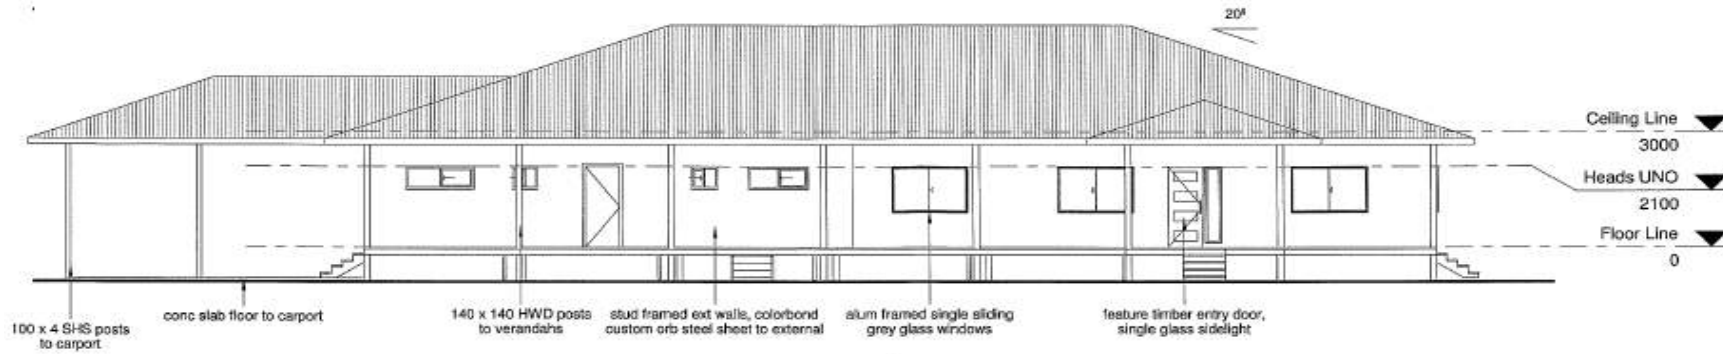 20°
Ceiling Line
3000
Heads UNO
2100
Floor Line
0
100 x 4 SHS posts
to carport
conc slab floor to carport
140 x 140 HWD posts
to verandahs
stud framed ext walls, colorbond
custom orb steel sheet to external
alum framed single sliding
grey glass windows
feature timber entry door,
single glass sidelight